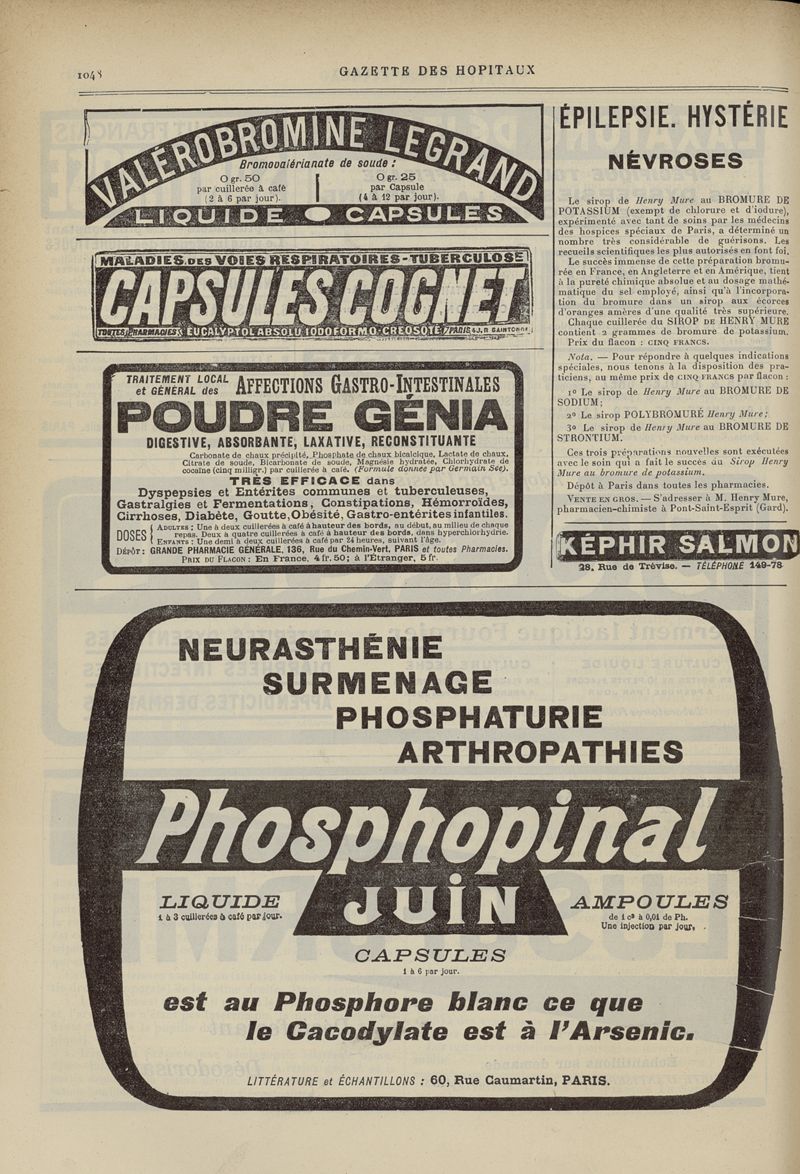 1048
GAZETTE DES HOPITAUX
VALÉROBROMINE LEGRAND
Bromovalérianate de soude :
0 gr. 50
par cuillerée à café
(2 à 6 par jour).
0 gr. 25
par Capsule
(4 à 12 par jour).
LIQUIDE CAPSULES
MALADIES DES VOIES RESPIRATOIRES - TUBERCULOSE
CAPSULES COGNET
TOUTES PHARMACIES EUCALYPTOL ABSOLU IODOFORMO-CRÉOSOTÉ PARIS
TRAITEMENT LOCAL
et GÉNÉRAL des AFFECTIONS GASTRO-INTESTINALES
POUDRE GÉNIA
DIGESTIVE, ABSORBANTE, LAXATIVE, RECONSTITUANTE
Carbonate de chaux précipité, Phosphate de chaux bicalcique, Lactate de chaux,
Citrate de soude, Bicarbonate de soude, Magnésie hydratée, Chlorhydrate de
cocaïne (cinq milligr.) par cuillerée à café. (Formule donnée par Germain Sée).
TRÈS EFFICACE dans
Dyspepsies et Entérites communes et tuberculeuses,
Gastralgies et Fermentations, Constipations, Hémorroïdes,
Cirrhoses, Diabète, Goutte, Obésité, Gastro-entérites infantiles.
DOSES { ADULTES : Une à deux cuillerées à café à hauteur des bords, au début, au milieu de chaque
repas. Deux à quatre cuillerées à café à hauteur des bords, dans hyperchlorhydrie.
ENFANTS : Une demi à deux cuillerées à café par 24 heures, suivant l'âge.
DÉPÔT : GRANDE PHARMACIE GÉNÉRALE, 136, Rue du Chemin-Vert, PARIS et toutes Pharmacies.
PRIX DU FLACON : En France, 4 fr. 50 ; à l'Étranger, 5 fr.
ÉPILEPSIE. HYSTÉRIE
NÉVROSES
Le sirop de Henry Mure au BROMURE DE
POTASSIUM (exempt de chlorure et d'iodure),
expérimenté avec tant de soins par les médecins
des hospices spéciaux de Paris, a déterminé un
nombre très considérable de guérisons. Les
recueils scientifiques les plus autorisés en font foi.
Le succès immense de cette préparation bromu-
rée en France, en Angleterre et en Amérique, tient
à la pureté chimique absolue et au dosage mathé-
matique du sel employé, ainsi qu'à l'incorpora-
tion du bromure dans un sirop aux écorces
d'oranges amères d'une qualité très supérieure.
Chaque cuillerée du SIROP DE HENRY MURE
contient 2 grammes de bromure de potassium.
Prix du flacon : CINQ FRANCS.
Nota. — Pour répondre à quelques indications
spéciales, nous tenons à la disposition des pra-
ticiens, au même prix de CINQ FRANCS par flacon :
1º Le sirop de Henry Mure au BROMURE DE
SODIUM ;
2º Le sirop POLYBROMURÉ Henry Mure ;
3º Le sirop de Henry Mure au BROMURE DE
STRONTIUM.
Ces trois préparations nouvelles sont exécutées
avec le soin qui a fait le succès du Sirop Henry
Mure au bromure de potassium.
Dépôt à Paris dans toutes les pharmacies.
VENTE EN GROS. — S'adresser à M. Henry Mure,
pharmacien-chimiste à Pont-Saint-Esprit (Gard).
KÉPHIR SALMON
28, Rue de Trévise. — TÉLÉPHONE 149-78
NEURASTHÉNIE
SURMENAGE
PHOSPHATURIE
ARTHROPATHIES
Phosphopinal
JUIN
LIQUIDE
1 à 3 cuillerées à café par jour.
AMPOULES
de 1 cᵌ à 0,01 de Ph.
Une injection par jour.
CAPSULES
1 à 6 par jour.
est au Phosphore blanc ce que
le Cacodylate est à l'Arsenic.
LITTÉRATURE et ÉCHANTILLONS : 60, Rue Caumartin, PARIS.